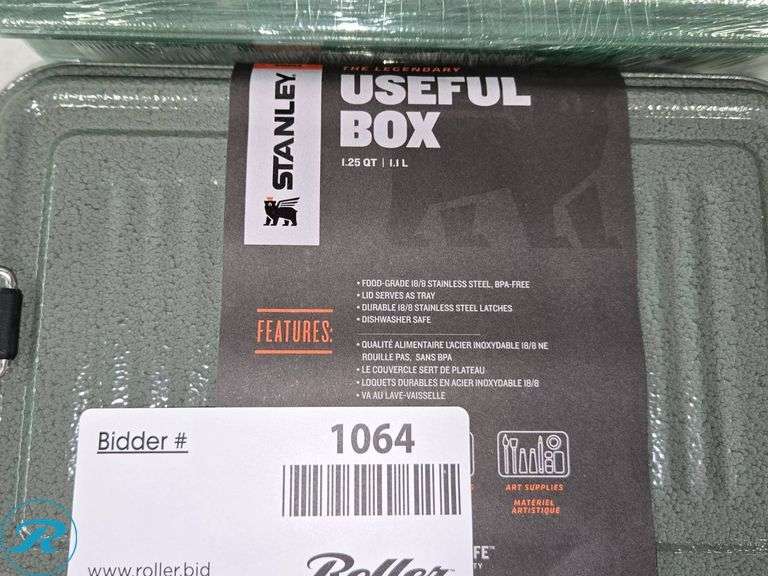 STANLEY
THE LEGENDARY
USEFUL
BOX
1.25 QT | 1.1 L
FEATURES:
• FOOD-GRADE 18/8 STAINLESS STEEL, BPA-FREE
• LID SERVES AS TRAY
• DURABLE 18/8 STAINLESS STEEL LATCHES
• DISHWASHER SAFE
• QUALITÉ ALIMENTAIRE L'ACIER INOXYDABLE 18/8 NE
ROUILLE PAS, SANS BPA
• LE COUVERCLE SERT DE PLATEAU
• LOQUETS DURABLES EN ACIER INOXYDABLE 18/8
• VA AU LAVE-VAISSELLE
ART SUPPLIES
MATÉRIEL
ARTISTIQUE
Bidder # 1064
www.roller.bid
Roller
R